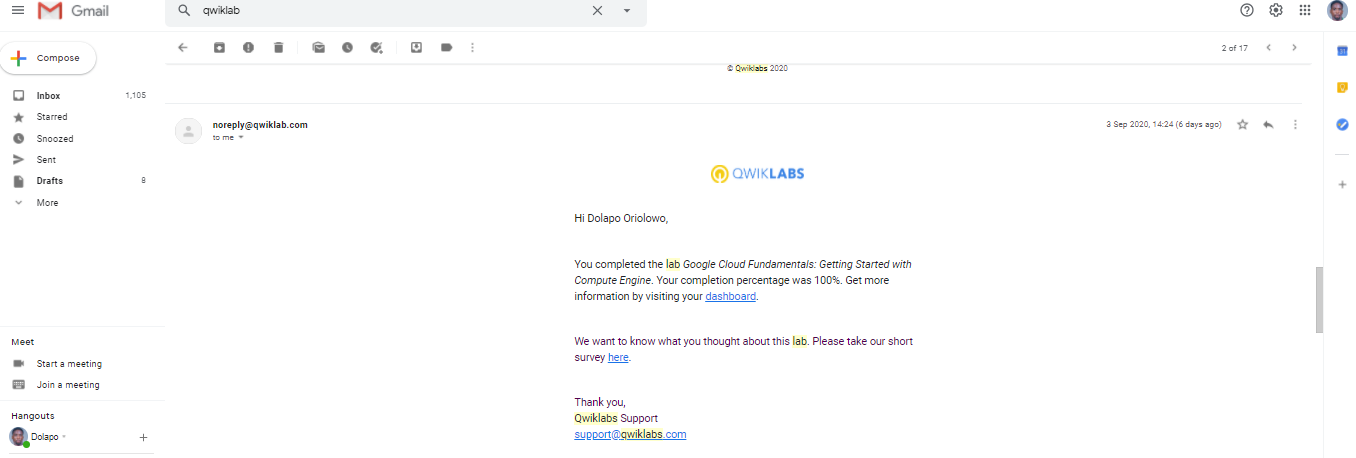 Gmail
qwiklab
Compose
2 of 17
© Qwiklabs 2020
Inbox 1,105
Starred
Snoozed
Sent
Drafts 8
More
noreply@qwiklab.com
to me
3 Sep 2020, 14:24 (6 days ago)
QWIKLABS
Hi Dolapo Oriolowo,
You completed the lab Google Cloud Fundamentals: Getting Started with
Compute Engine. Your completion percentage was 100%. Get more
information by visiting your dashboard.
We want to know what you thought about this lab. Please take our short
survey here.
Thank you,
Qwiklabs Support
support@qwiklabs.com
Meet
Start a meeting
Join a meeting
Hangouts
Dolapo